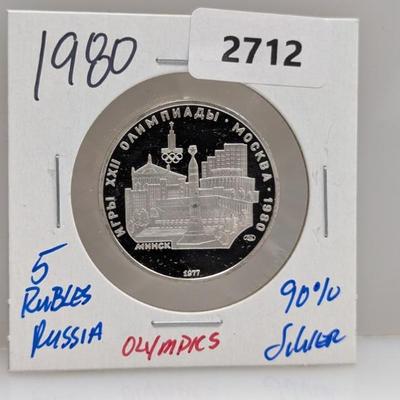 1980
2712
ИГРЫ XXII ОЛИМПИАДЫ • МОСКВА • 1980
МИНСК
1977
5
RUBLES
RUSSIA
OLYMPICS
90%
SILVER